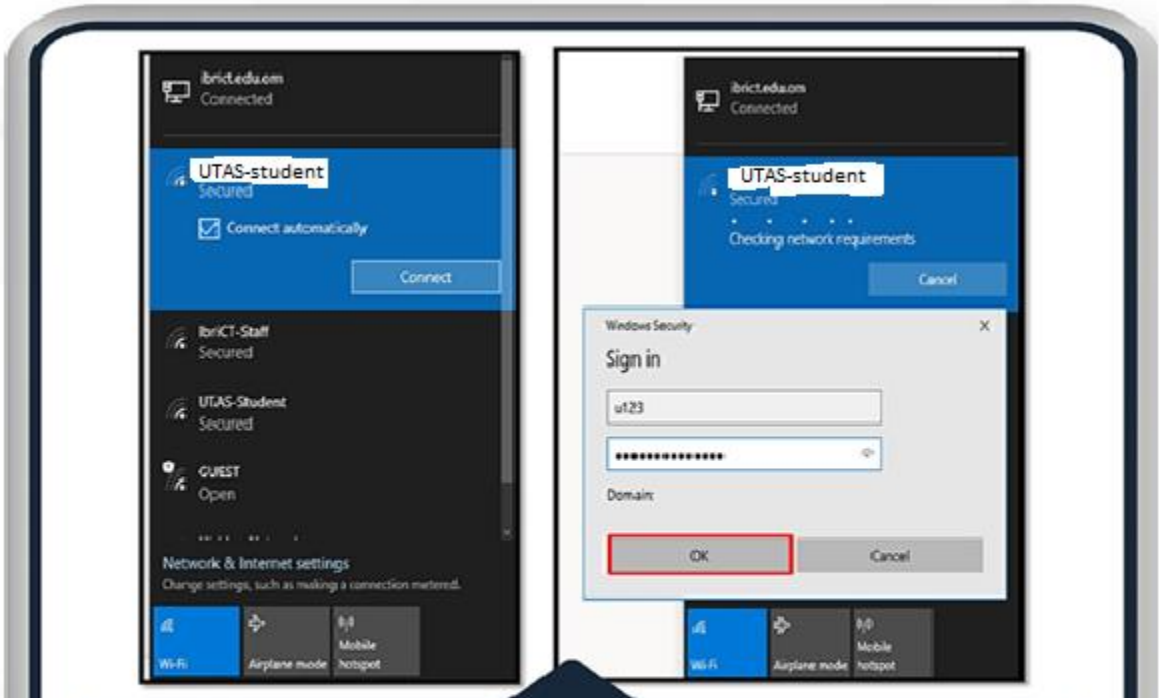 ibrict.edu.om
Connected
UTAS-student
Secured
Connect automatically
Connect
IbriCT-Staff
Secured
UTAS-Student
Secured
GUEST
Open
Network & Internet settings
Change settings, such as making a connection metered.
Wi-Fi
Airplane mode
Mobile
hotspot
ibrict.edu.om
Connected
UTAS-student
Secured
Checking network requirements
Cancel
Windows Security
X
Sign in
u123
Domain:
OK
Cancel
Wi-Fi
Airplane mode
Mobile
hotspot